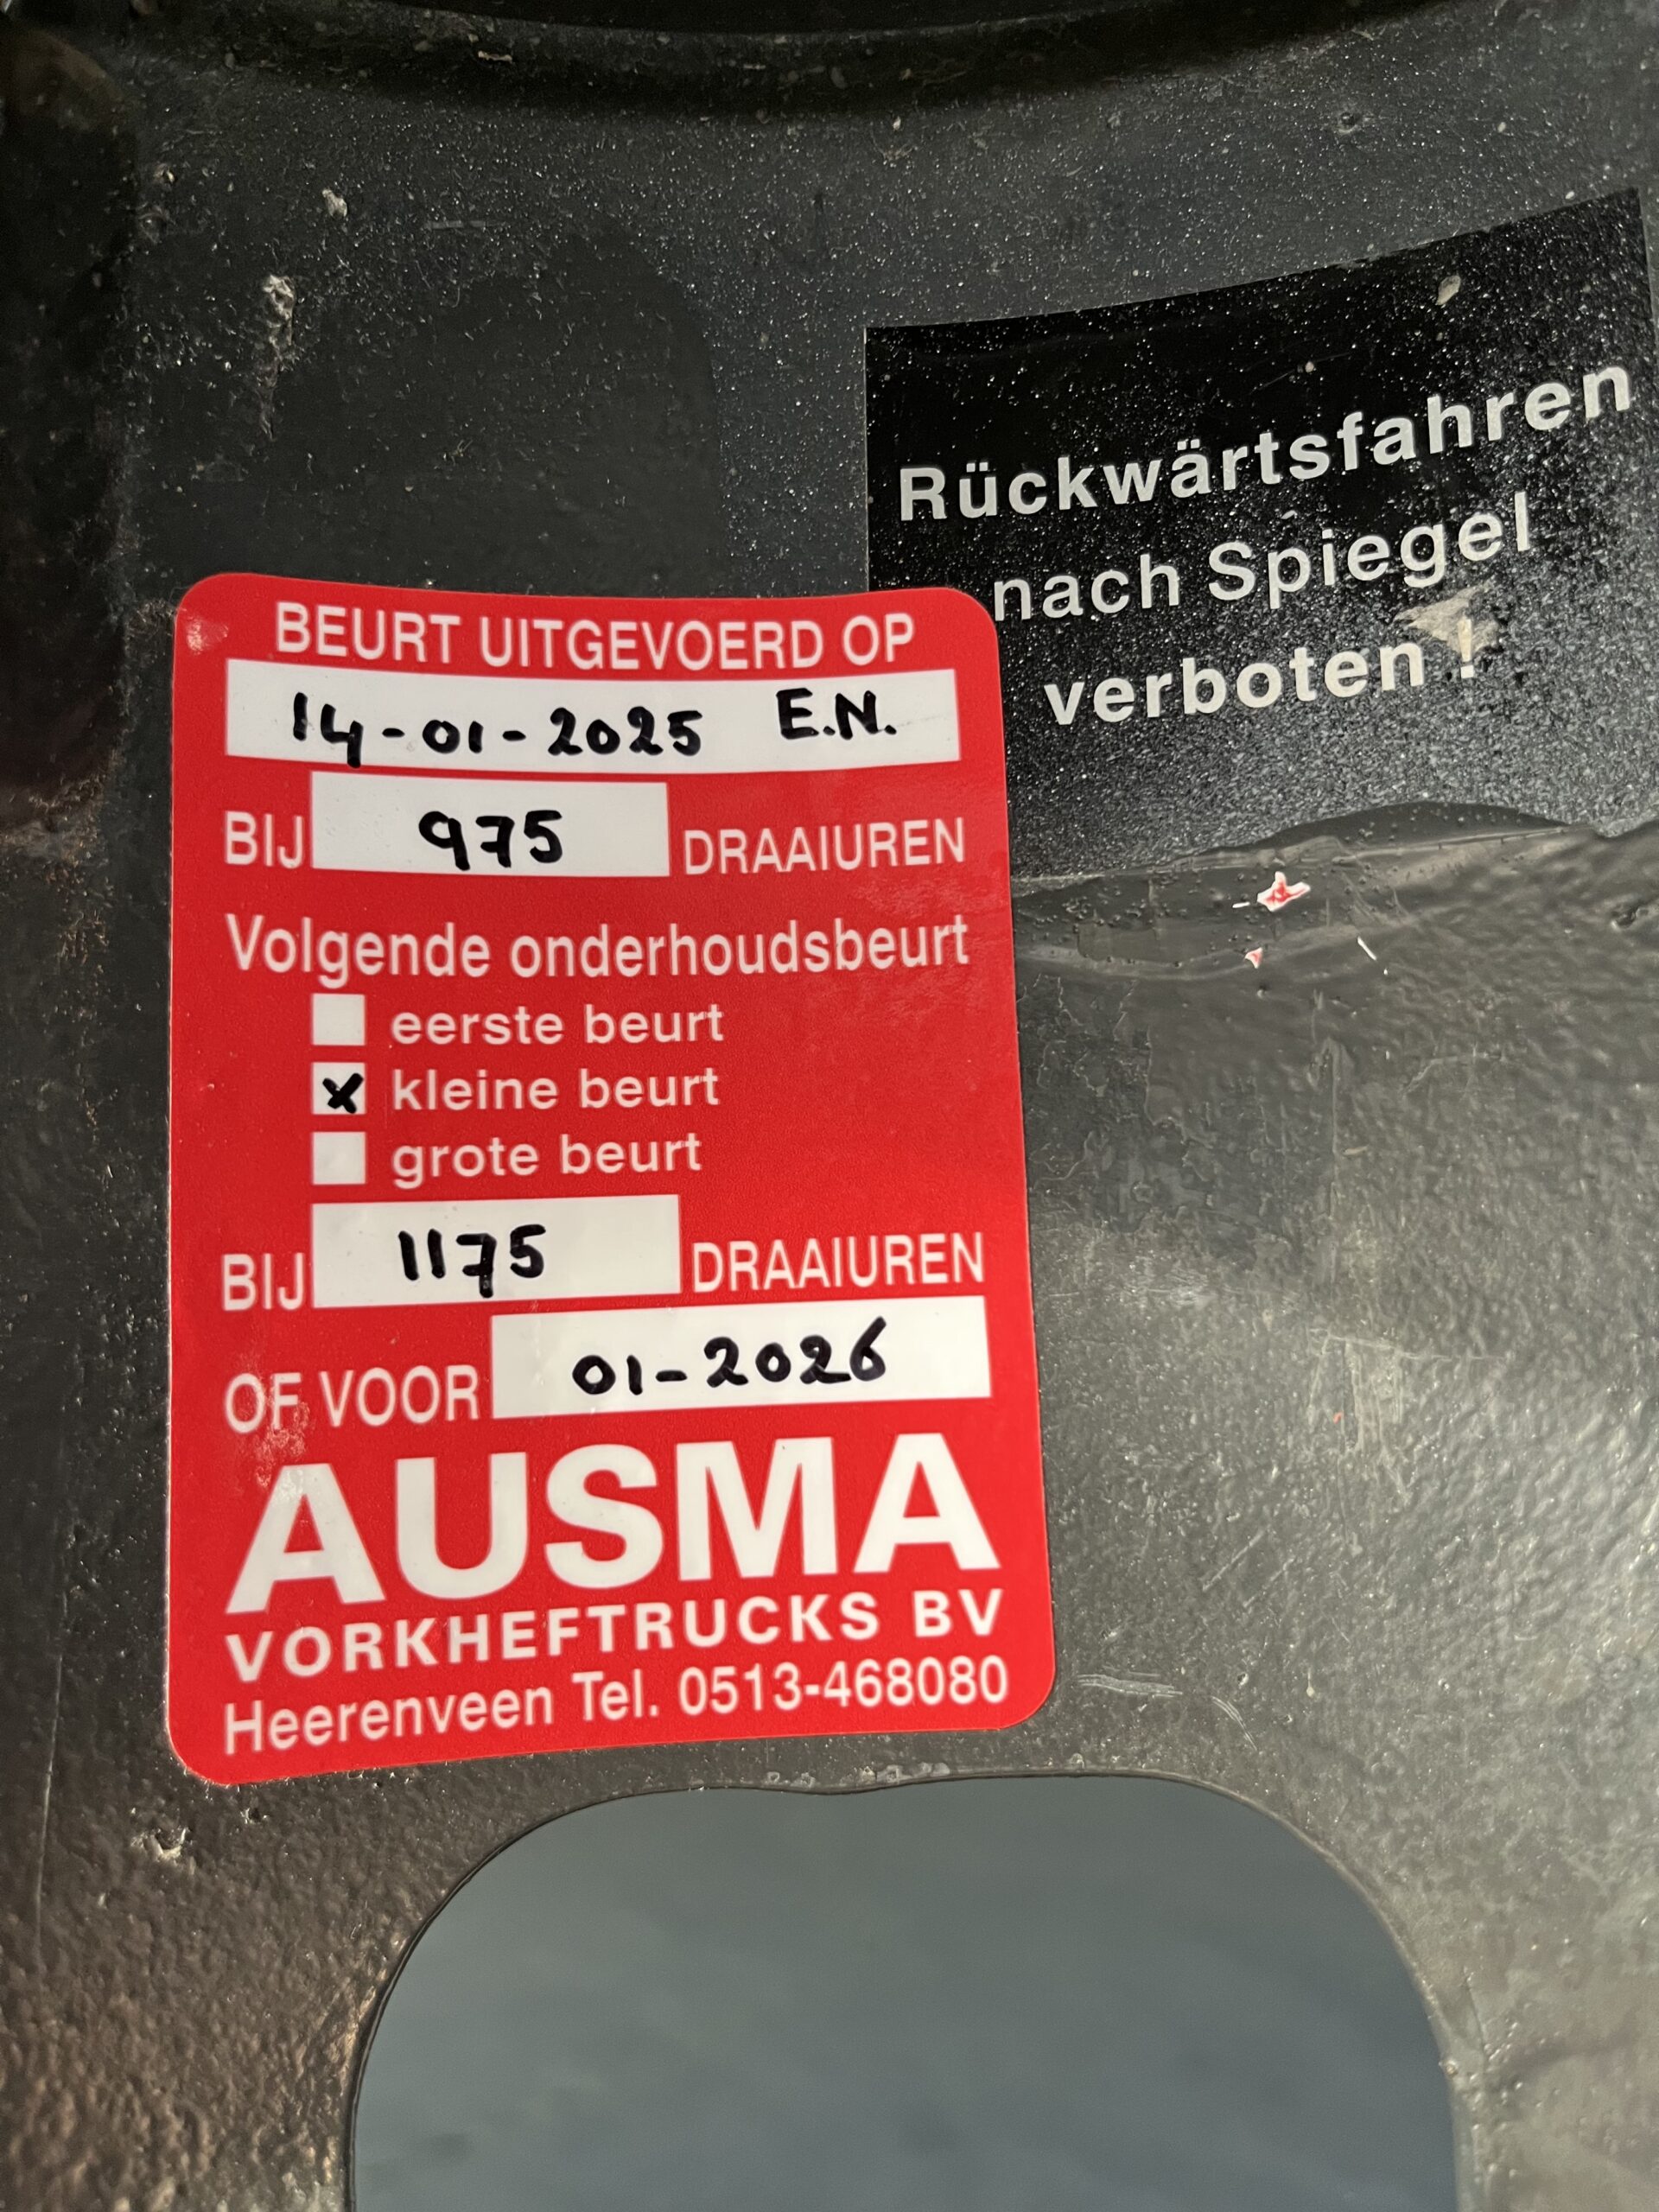 Rückwärtsfahren
nach Spiegel
verboten !
BEURT UITGEVOERD OP
14-01-2025 E.N.
BIJ 975 DRAAIUREN
Volgende onderhoudsbeurt
eerste beurt
x kleine beurt
grote beurt
BIJ 1175 DRAAIUREN
OF VOOR 01-2026
AUSMA
VORKHEFTRUCKS BV
Heerenveen Tel. 0513-468080